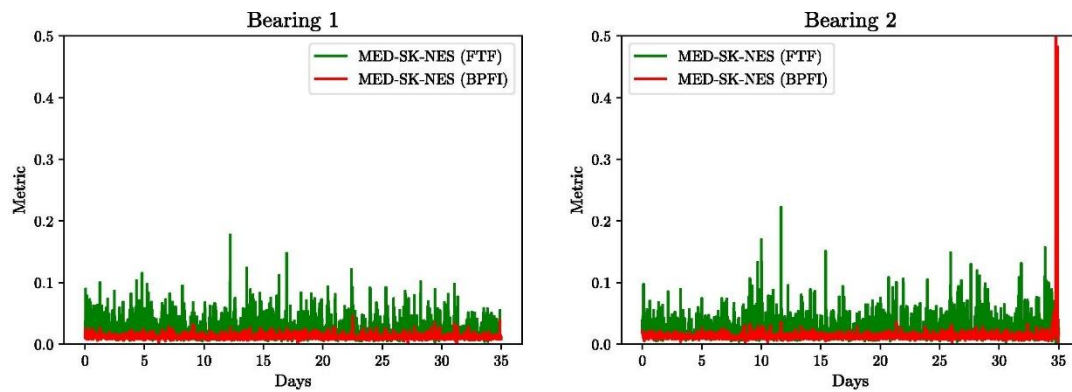 Bearing 1
MED-SK-NES (FTF)
MED-SK-NES (BPFI)
Metric
0.5
0.4
0.3
0.2
0.1
0.0
0 5 10 15 20 25 30 35
Days
Bearing 2
MED-SK-NES (FTF)
MED-SK-NES (BPFI)
Metric
0.5
0.4
0.3
0.2
0.1
0.0
0 5 10 15 20 25 30 35
Days